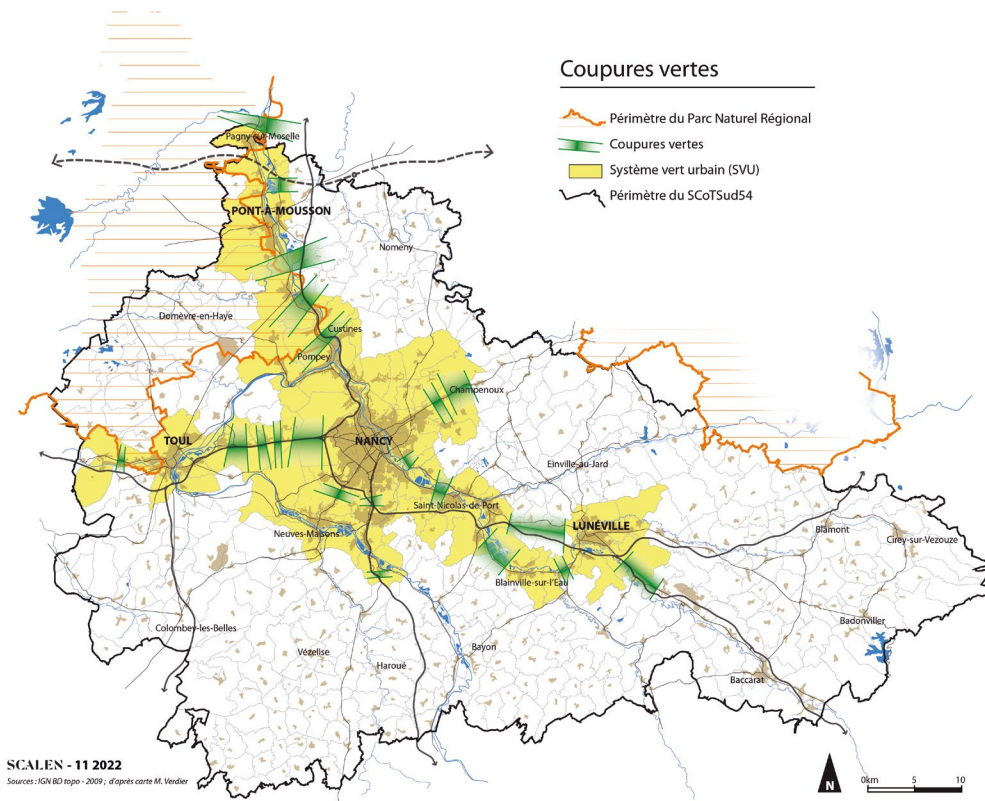 Coupures vertes
Périmètre du Parc Naturel Régional
Coupures vertes
Système vert urbain (SVU)
Périmètre du SCoTSud54
Pagny-sur-Moselle
PONT-À-MOUSSON
Nomeny
Domèvre-en-Haye
Custines
Pompey
Champenoux
TOUL
NANCY
Einville-au-Jard
Saint-Nicolas-de-Port
LUNÉVILLE
Neuves-Maisons
Blâmont
Cirey-sur-Vezouze
Blainville-sur-l'Eau
Colombey-les-Belles
Badonviller
Vézelise
Haroué
Bayon
Baccarat
SCALEN - 11 2022
Sources : IGN BD topo - 2009 ; d'après carte M. Verdier
N
0km 5 10